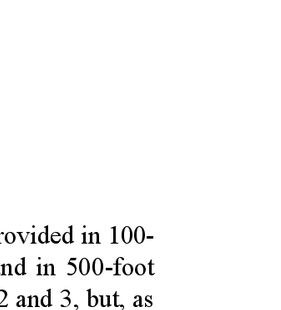 rovided in 100-
nd in 500-foot
2 and 3, but, as